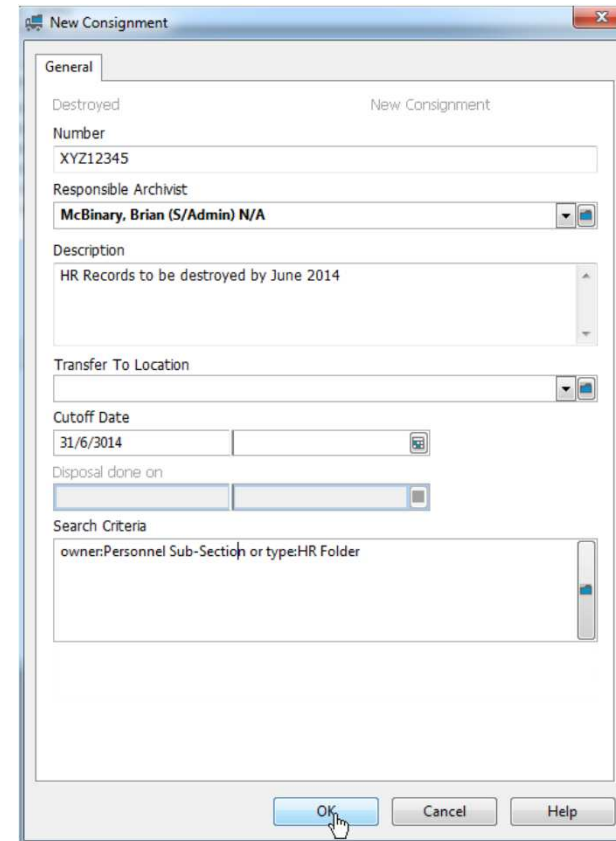 New Consignment
General
Destroyed New Consignment
Number
XYZ12345
Responsible Archivist
McBinary, Brian (S/Admin) N/A
Description
HR Records to be destroyed by June 2014
Transfer To Location
Cutoff Date
31/6/3014
Disposal done on
Search Criteria
owner:Personnel Sub-Section or type:HR Folder
OK Cancel Help